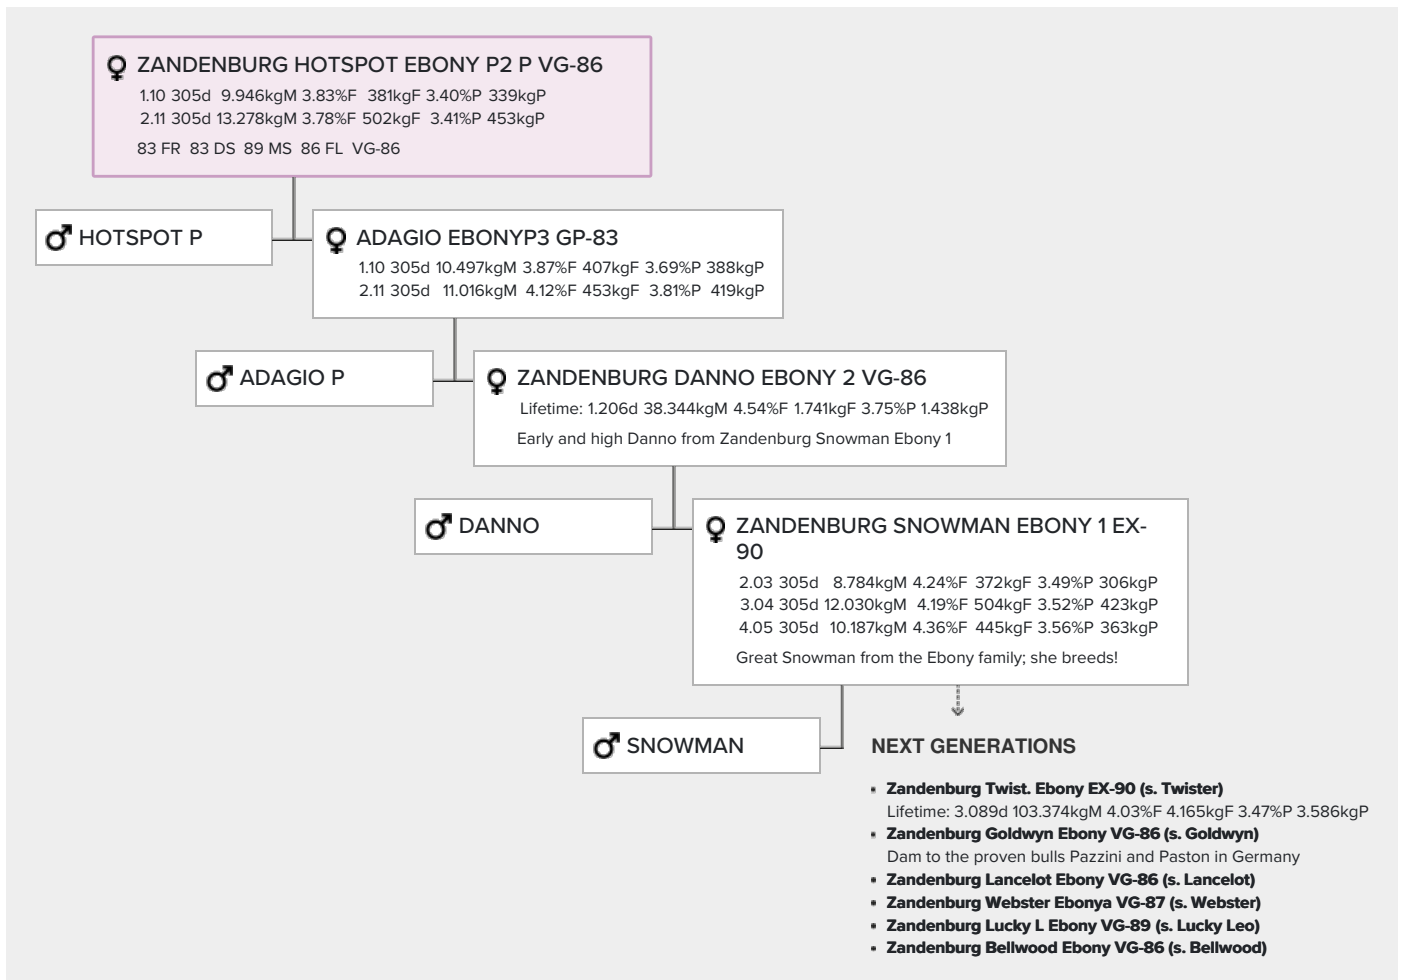 ZANDENBURG HOTSPOT EBONY P2 P VG-86
1.10 305d 9.946kgM 3.83%F 381kgF 3.40%P 339kgP
2.11 305d 13.278kgM 3.78%F 502kgF 3.41%P 453kgP
83 FR 83 DS 89 MS 86 FL VG-86
HOTSPOT P
ADAGIO EBONYP3 GP-83
1.10 305d 10.497kgM 3.87%F 407kgF 3.69%P 388kgP
2.11 305d 11.016kgM 4.12%F 453kgF 3.81%P 419kgP
ADAGIO P
ZANDENBURG DANNO EBONY 2 VG-86
Lifetime: 1.206d 38.344kgM 4.54%F 1.741kgF 3.75%P 1.438kgP
Early and high Danno from Zandenburg Snowman Ebony 1
DANNO
ZANDENBURG SNOWMAN EBONY 1 EX-
90
2.03 305d 8.784kgM 4.24%F 372kgF 3.49%P 306kgP
3.04 305d 12.030kgM 4.19%F 504kgF 3.52%P 423kgP
4.05 305d 10.187kgM 4.36%F 445kgF 3.56%P 363kgP
Great Snowman from the Ebony family; she breeds!
SNOWMAN
NEXT GENERATIONS
Zandenburg Twist. Ebony EX-90 (s. Twister)
Lifetime: 3.089d 103.374kgM 4.03%F 4.165kgF 3.47%P 3.586kgP
Zandenburg Goldwyn Ebony VG-86 (s. Goldwyn)
Dam to the proven bulls Pazzini and Paston in Germany
Zandenburg Lancelot Ebony VG-86 (s. Lancelot)
Zandenburg Webster Ebonya VG-87 (s. Webster)
Zandenburg Lucky L Ebony VG-89 (s. Lucky Leo)
Zandenburg Bellwood Ebony VG-86 (s. Bellwood)